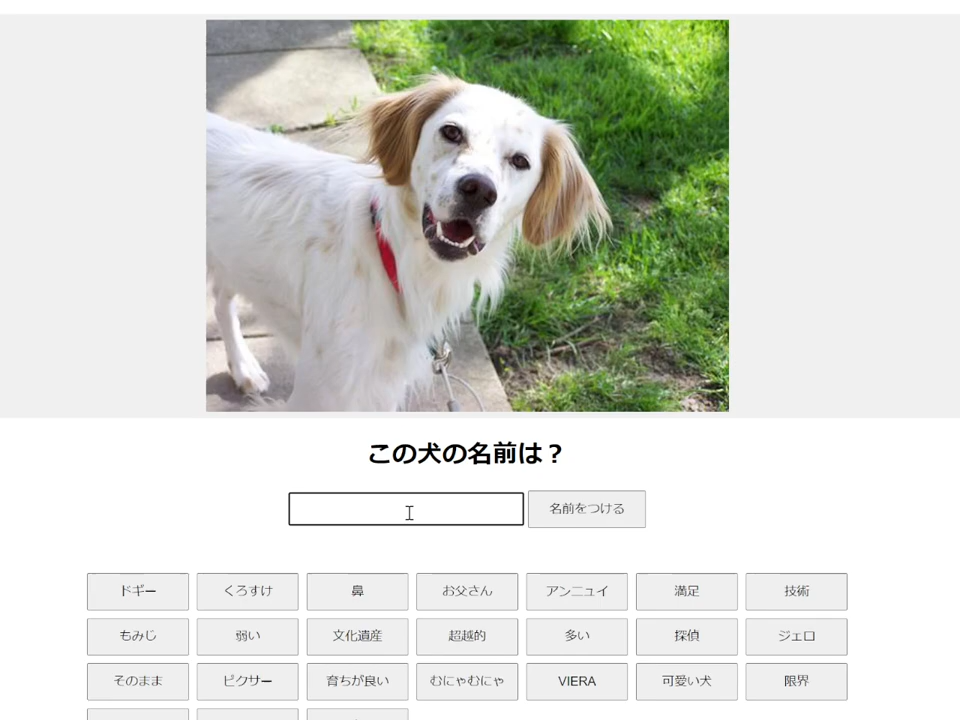 この犬の名前は？
名前をつける
ドギー くろすけ 鼻 お父さん アンニュイ 満足 技術
もみじ 弱い 文化遺産 超越的 多い 探偵 ジェロ
そのまま ピクサー 育ちが良い むにゃむにゃ VIERA 可愛い犬 限界